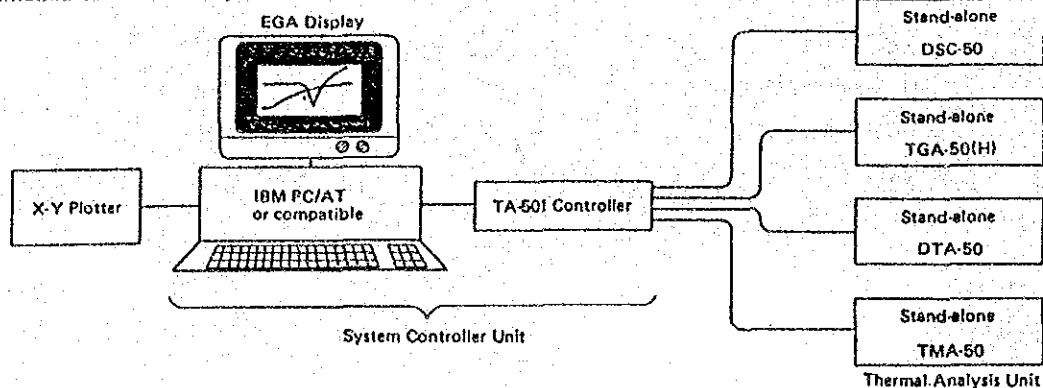 EGA Display
X-Y Plotter
IBM PC/AT
or compatible
TA-50I Controller
System Controller Unit
Stand-alone
DSC-50
Stand-alone
TGA-50(H)
Stand-alone
DTA-50
Stand-alone
TMA-50
Thermal Analysis Unit